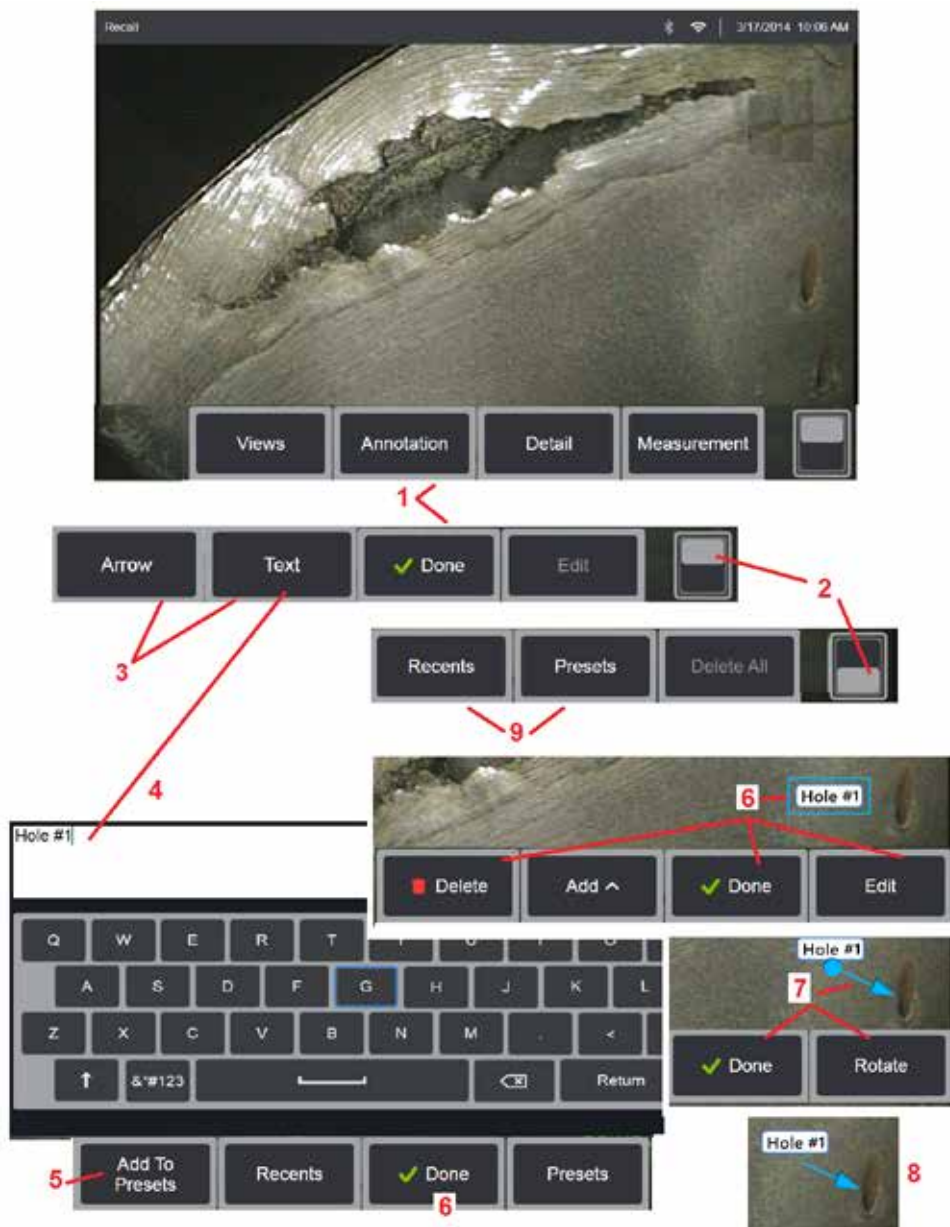 Recall 3/17/2014 10:06 AM
Views Annotation Detail Measurement
1
Arrow Text Done Edit
2
3
Recents Presets Delete All
9
4
6 Hole #1
6
Delete Add ^ Done Edit
Hole #1
Q W E R T
A S D F G H J K L
Z X C V B N M . <
&*#123 Return
Hole #1
7
Done Rotate
5 Add To Presets Recents Done Presets
6
Hole #1
8